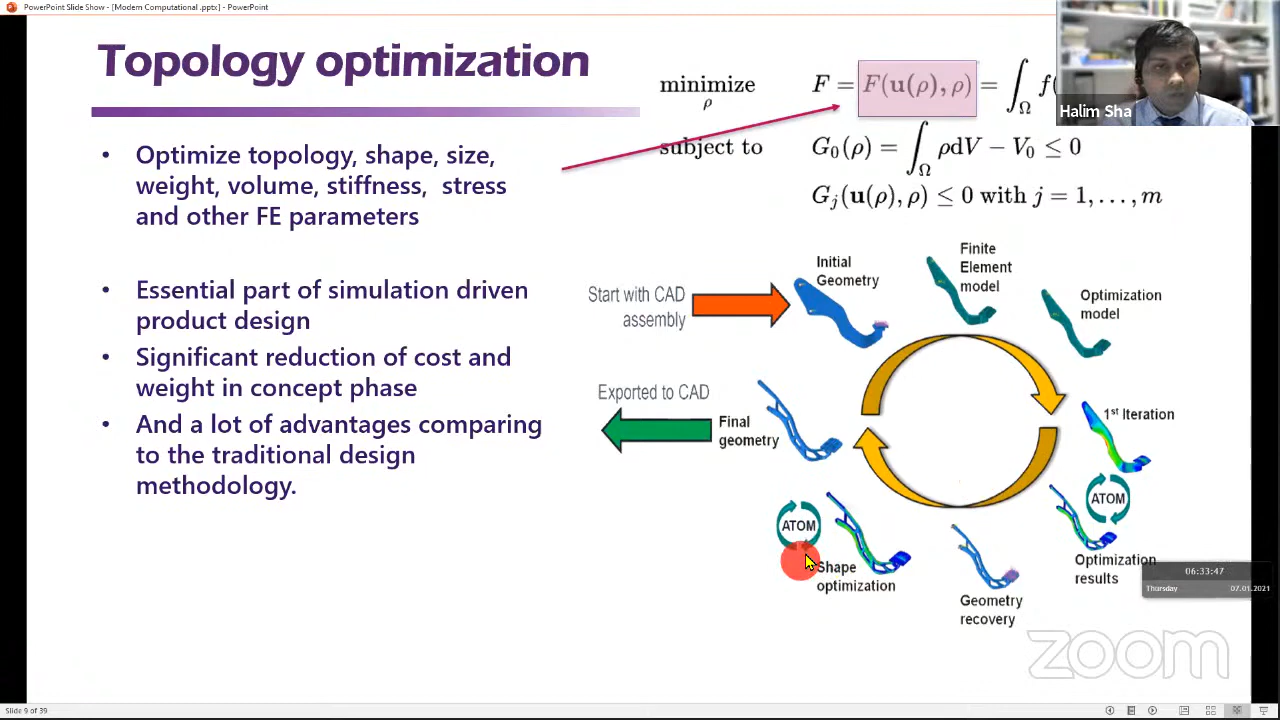 PowerPoint Slide Show - [Modern Computational .pptx] - PowerPoint
Topology optimization
minimize
ρ
F = F(u(ρ), ρ) = ∫Ω f(
Halim Sha
subject to
G₀(ρ) = ∫Ω ρdV − V₀ ≤ 0
Gⱼ(u(ρ), ρ) ≤ 0 with j = 1, . . . , m
• Optimize topology, shape, size,
weight, volume, stiffness, stress
and other FE parameters
• Essential part of simulation driven
product design
• Significant reduction of cost and
weight in concept phase
• And a lot of advantages comparing
to the traditional design
methodology.
Start with CAD
assembly
Initial
Geometry
Finite
Element
model
Optimization
model
1st Iteration
ATOM
Optimization
results
Geometry
recovery
ATOM
Shape
optimization
Final
geometry
Exported to CAD
06:33:47
Thursday 07.01.2021
zoom
Slide 9 of 39